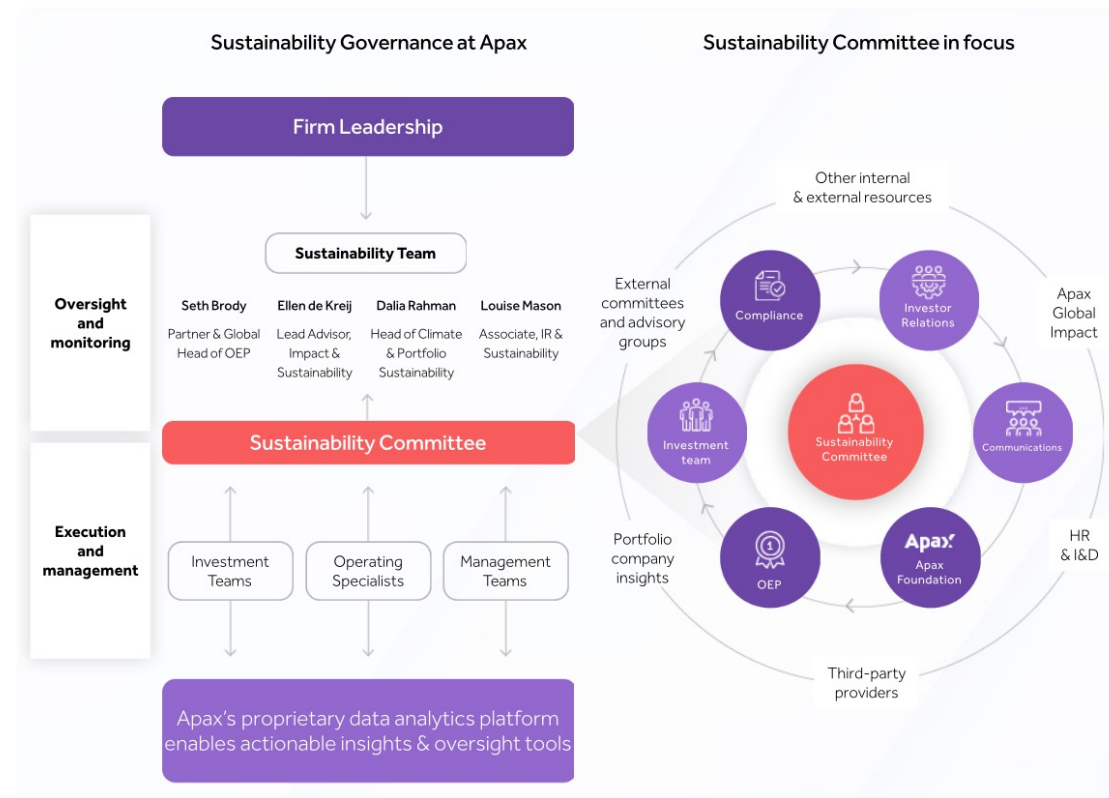 Sustainability Governance at Apax
Firm Leadership
Oversight
and
monitoring
Sustainability Team
Seth Brody
Partner & Global
Head of OEP
Ellen de Kreij
Lead Advisor,
Impact &
Sustainability
Dalia Rahman
Head of Climate
& Portfolio
Sustainability
Louise Mason
Associate, IR &
Sustainability
Sustainability Committee
Execution
and
management
Investment
Teams
Operating
Specialists
Management
Teams
Apax's proprietary data analytics platform
enables actionable insights & oversight tools
Sustainability Committee in focus
Other internal
& external resources
External
committees
and advisory
groups
Apax
Global
Impact
HR
& I&D
Third-party
providers
Portfolio
company
insights
Compliance
Investor
Relations
Communications
Apax
Apax
Foundation
1
OEP
Investment
team
Sustainability
Committee